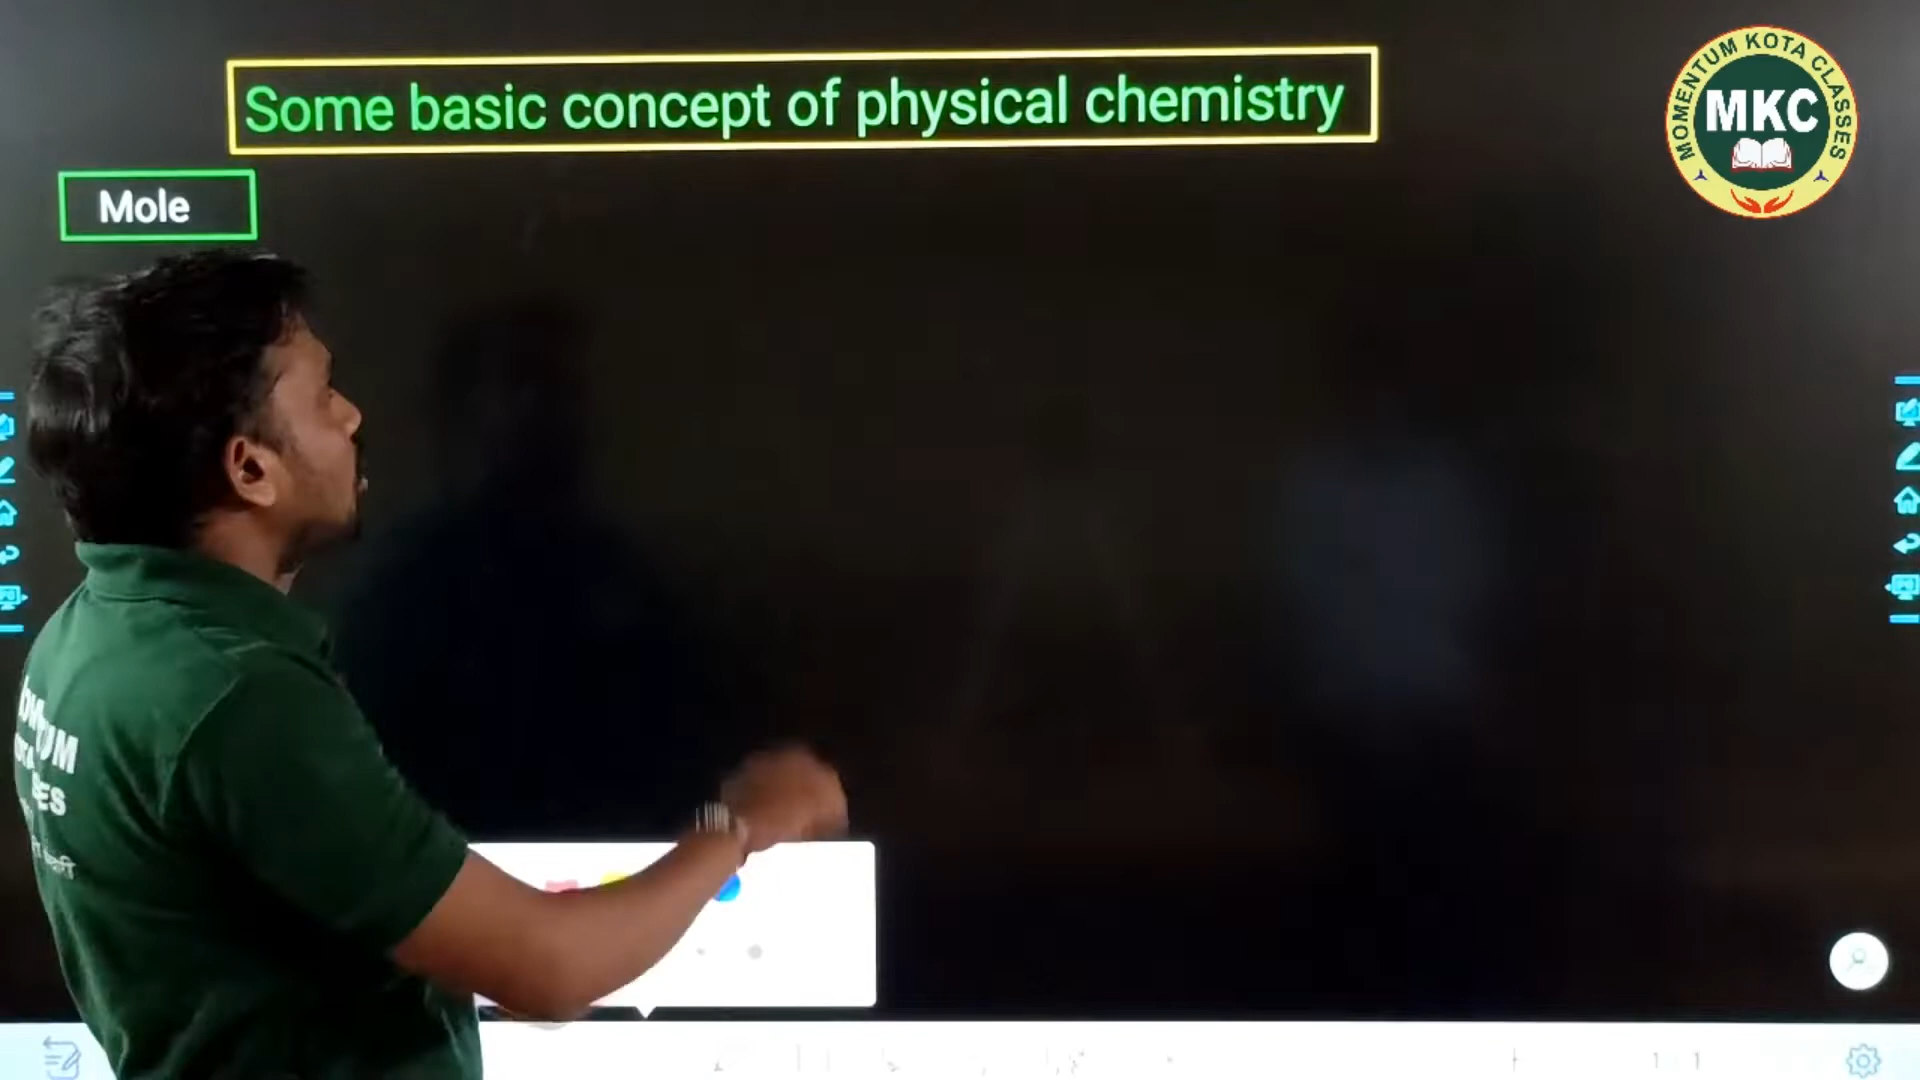 Some basic concept of physical chemistry
MOMENTUM KOTA CLASSES
MKC
Mole